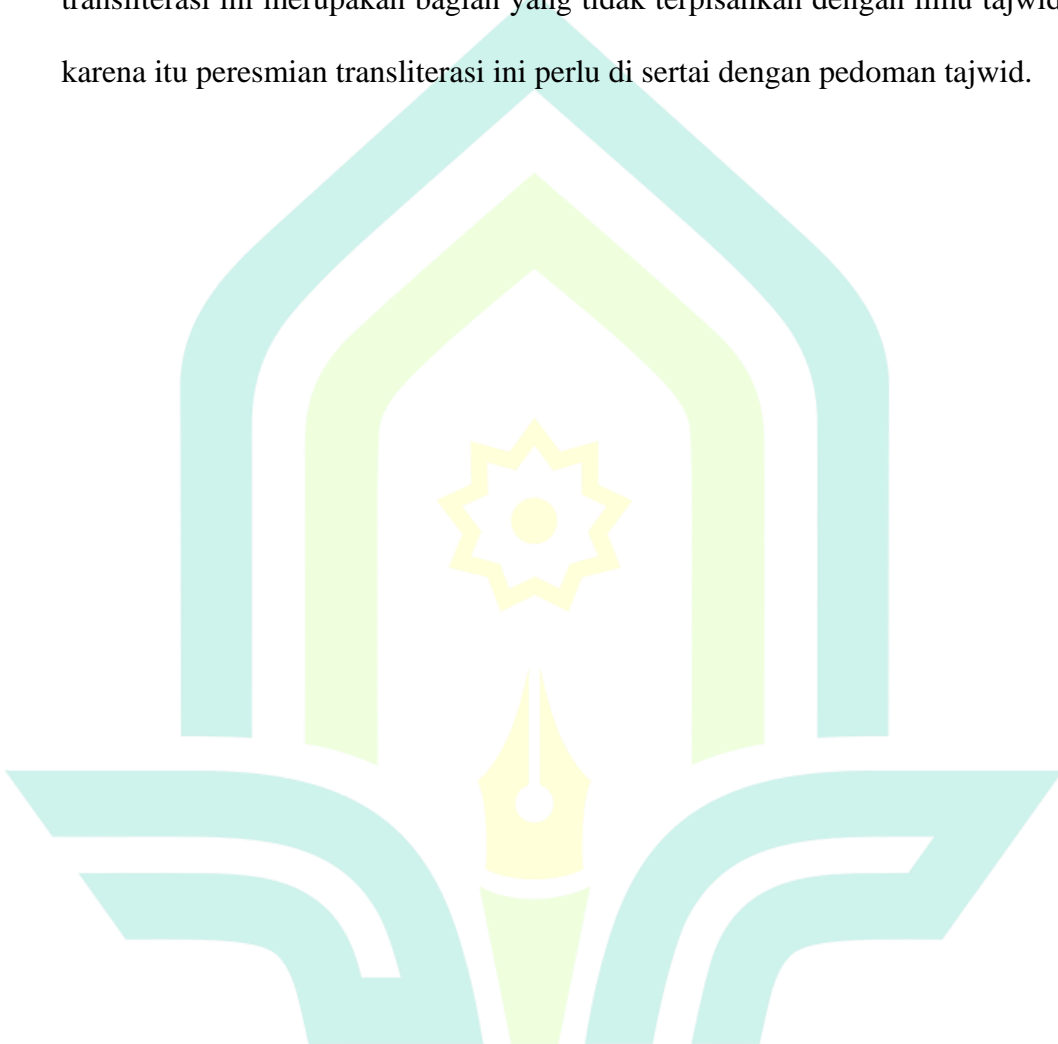 transliterasi ini merupakan bagian yang tidak terpisahkan dengan ilmu tajwid
karena itu peresmian transliterasi ini perlu di sertai dengan pedoman tajwid.